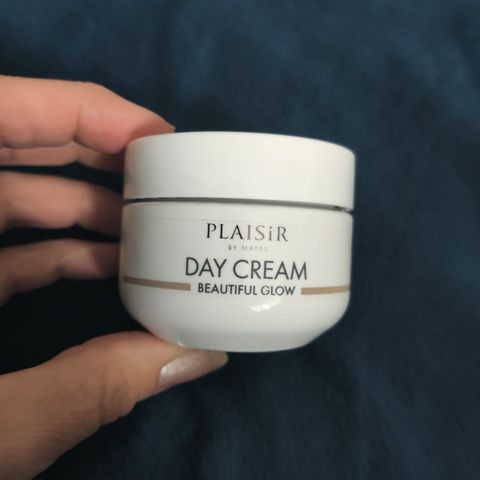 PLAISiR
BY MATAS
DAY CREAM
BEAUTIFUL GLOW